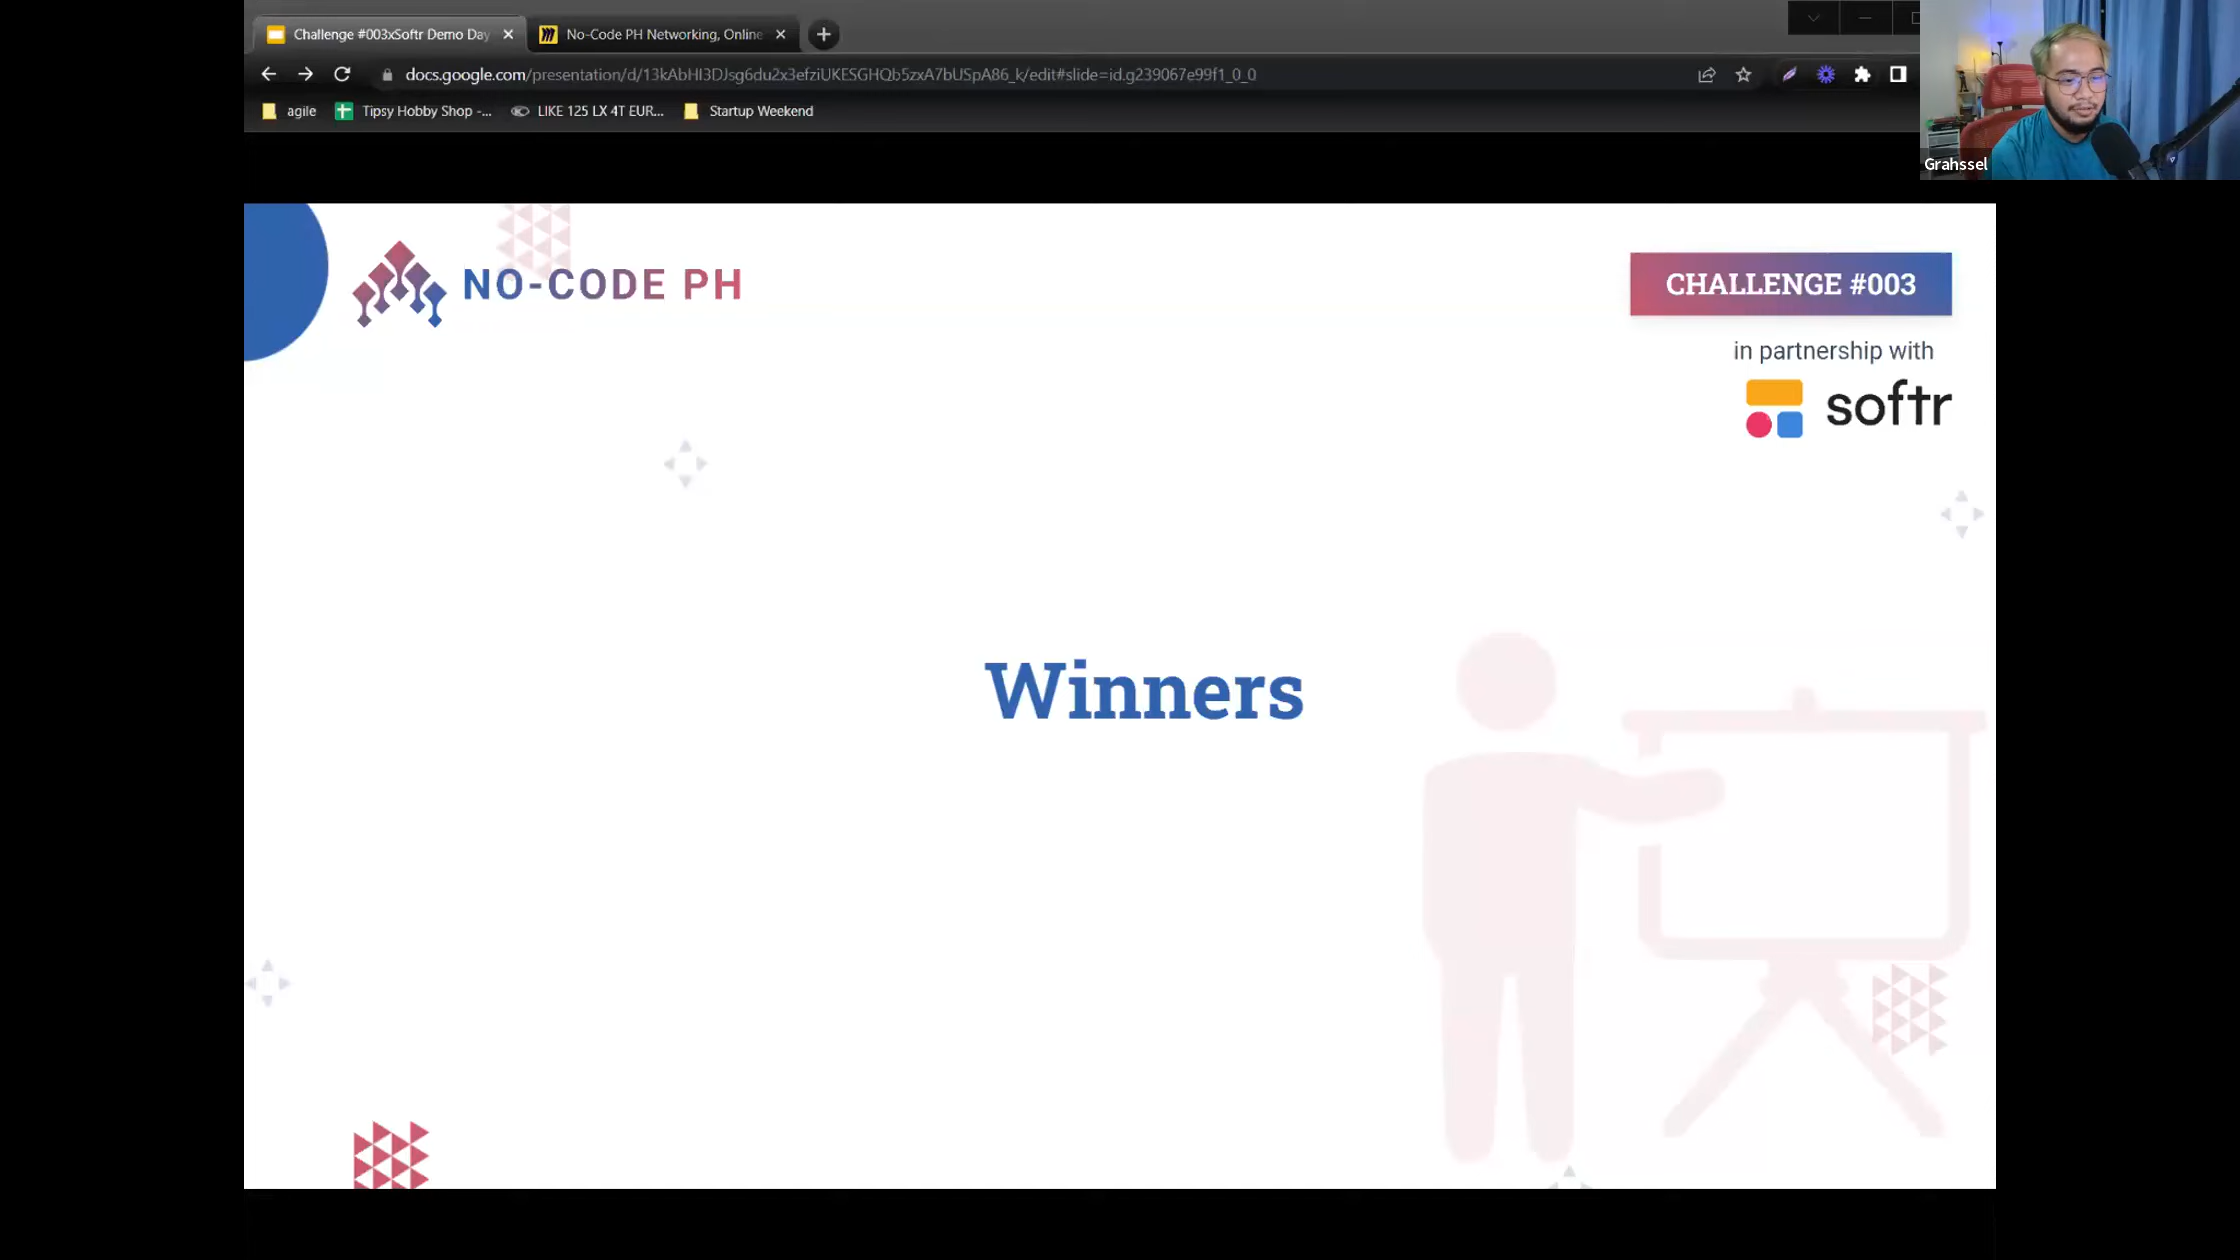 Challenge #003xSoftr Demo Day
No-Code PH Networking, Online
docs.google.com/presentation/d/13kAbHI3DJsg6du2x3efziUKESGHQb5zxA7bUSpA86_k/edit#slide=id.g239067e99f1_0_0
agile
Tipsy Hobby Shop -...
LIKE 125 LX 4T EUR...
Startup Weekend
Grahssel
NO-CODE PH
CHALLENGE #003
in partnership with
softr
Winners